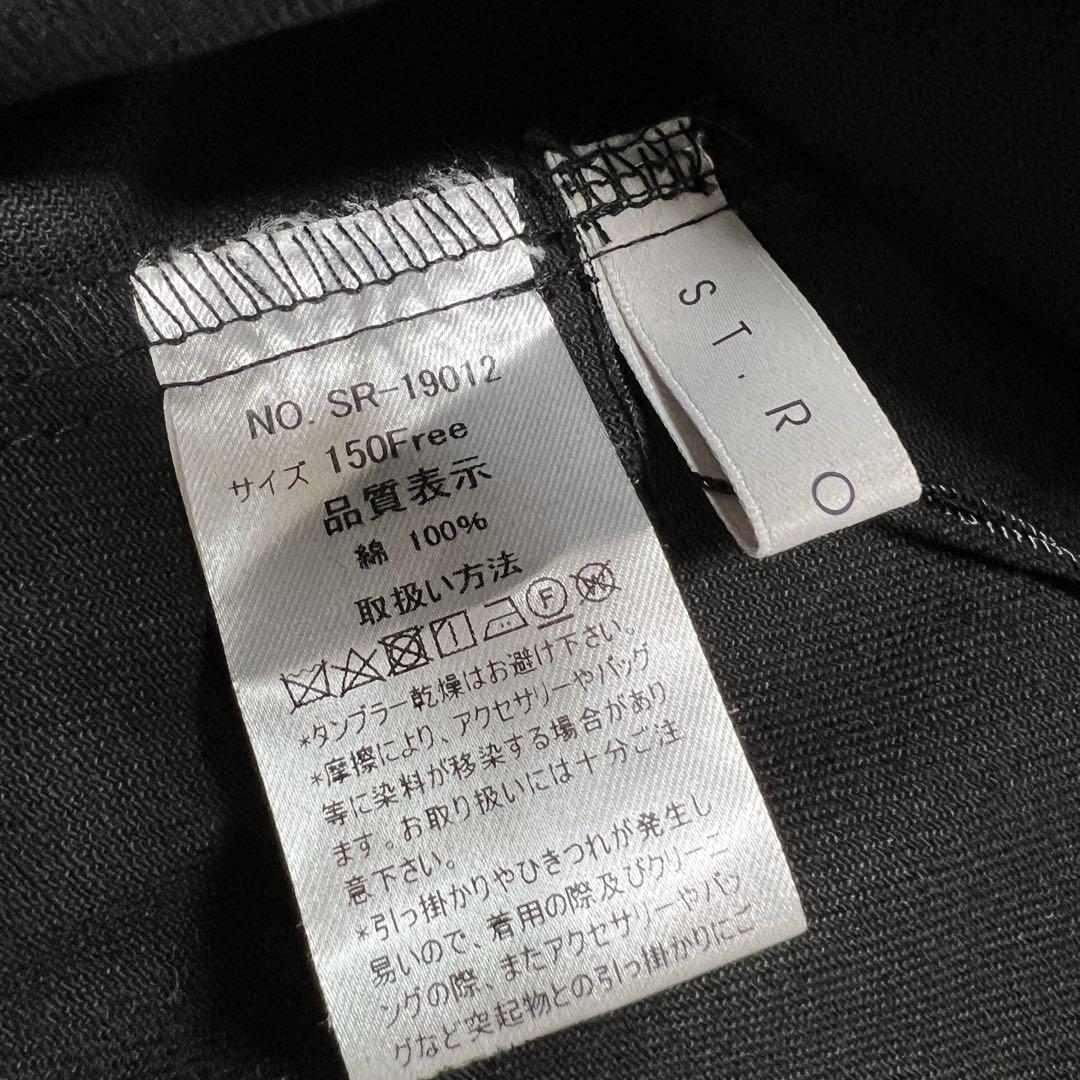 NO. SR-19012
サイズ 150Free
品質表示
綿 100%
取扱い方法
F W
*タンブラー乾燥はお避け下さい。
*摩擦により、アクセサリーやバッグ
等に染料が移染する場合があり
ます。お取り扱いには十分ご注
意下さい。
*引っ掛かりやひきつれが発生し
易いので、着用の際及びクリーニ
ングの際、またアクセサリーやバッ
グなど突起物との引っ掛かりにご
ST.RO